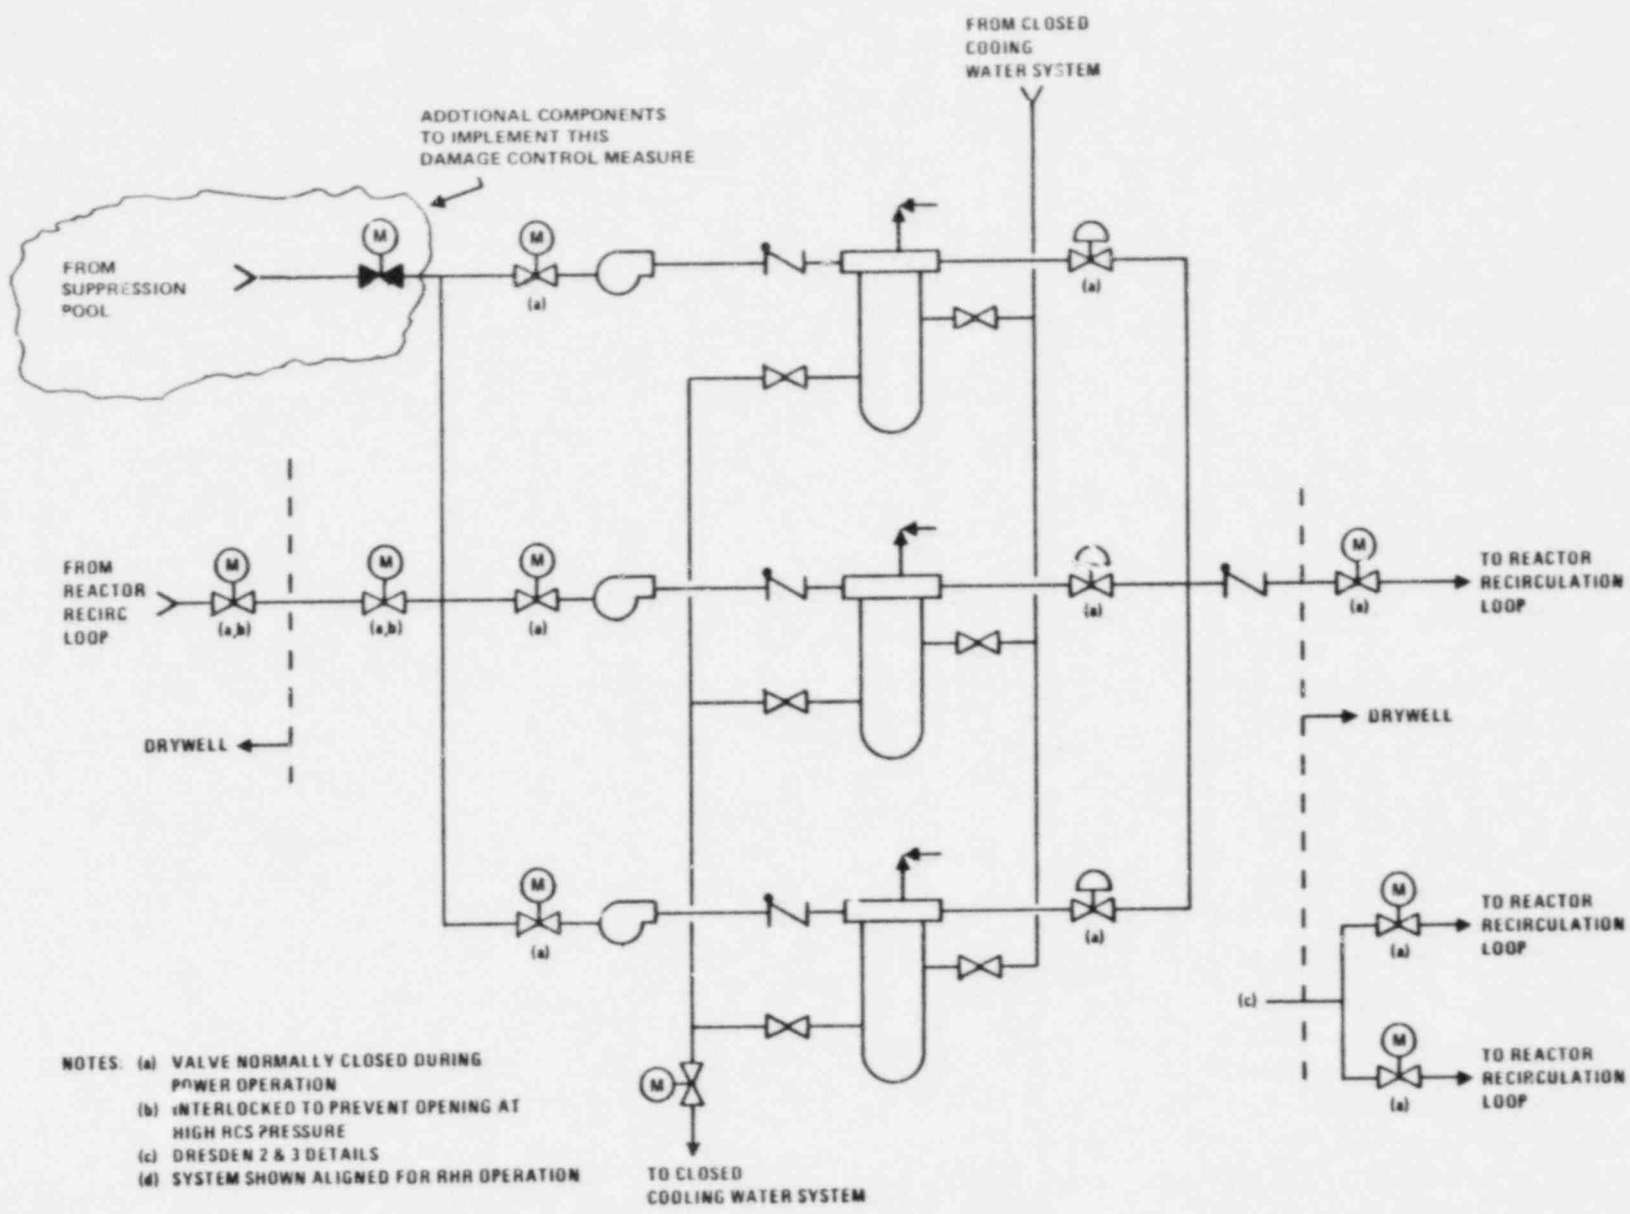 FROM CLOSED
COOING
WATER SYSTEM
ADDTIONAL COMPONENTS
TO IMPLEMENT THIS
DAMAGE CONTROL MEASURE
M
M
FROM
SUPPRESSION
POOL
(a)
(a)
M
M
M
M
FROM
REACTOR
RECIRC
LOOP
(a,b)
(a,b)
(a)
(a)
(a)
TO REACTOR
RECIRCULATION
LOOP
DRYWELL
DRYWELL
M
(a)
(a)
M
(a)
TO REACTOR
RECIRCULATION
LOOP
(c)
M
(a)
TO REACTOR
RECIRCULATION
LOOP
M
NOTES: (a) VALVE NORMALLY CLOSED DURING
POWER OPERATION
(b) INTERLOCKED TO PREVENT OPENING AT
HIGH RCS PRESSURE
(c) DRESDEN 2 & 3 DETAILS
(d) SYSTEM SHOWN ALIGNED FOR RHR OPERATION
TO CLOSED
COOLING WATER SYSTEM